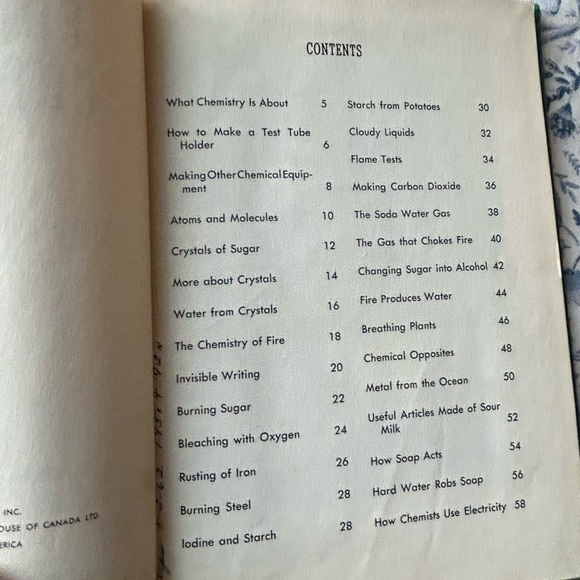 INC.
OUSE OF CANADA LTD.
ERICA
CONTENTS
What Chemistry Is About 5
How to Make a Test Tube
Holder 6
Making Other Chemical Equip-
ment 8
Atoms and Molecules 10
Crystals of Sugar 12
More about Crystals 14
Water from Crystals 16
The Chemistry of Fire 18
Invisible Writing 20
Burning Sugar 22
Bleaching with Oxygen 24
Rusting of Iron 26
Burning Steel 28
Iodine and Starch 28
Starch from Potatoes 30
Cloudy Liquids 32
Flame Tests 34
Making Carbon Dioxide 36
The Soda Water Gas 38
The Gas that Chokes Fire 40
Changing Sugar into Alcohol 42
Fire Produces Water 44
Breathing Plants 46
Chemical Opposites 48
Metal from the Ocean 50
Useful Articles Made of Sour
Milk 52
How Soap Acts 54
Hard Water Robs Soap 56
How Chemists Use Electricity 58